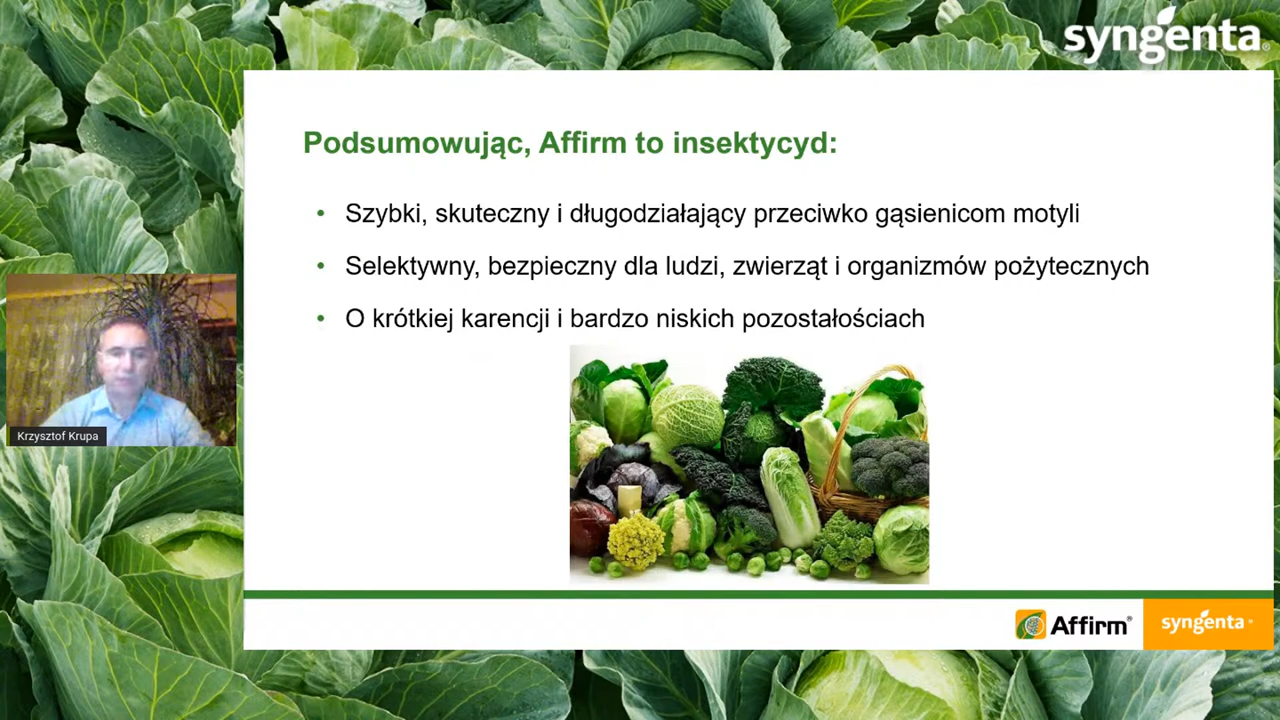 syngenta®
Podsumowując, Affirm to insektycyd:
• Szybki, skuteczny i długodziałający przeciwko gąsienicom motyli
• Selektywny, bezpieczny dla ludzi, zwierząt i organizmów pożytecznych
• O krótkiej karencji i bardzo niskich pozostałościach
Krzysztof Krupa
Affirm® syngenta®